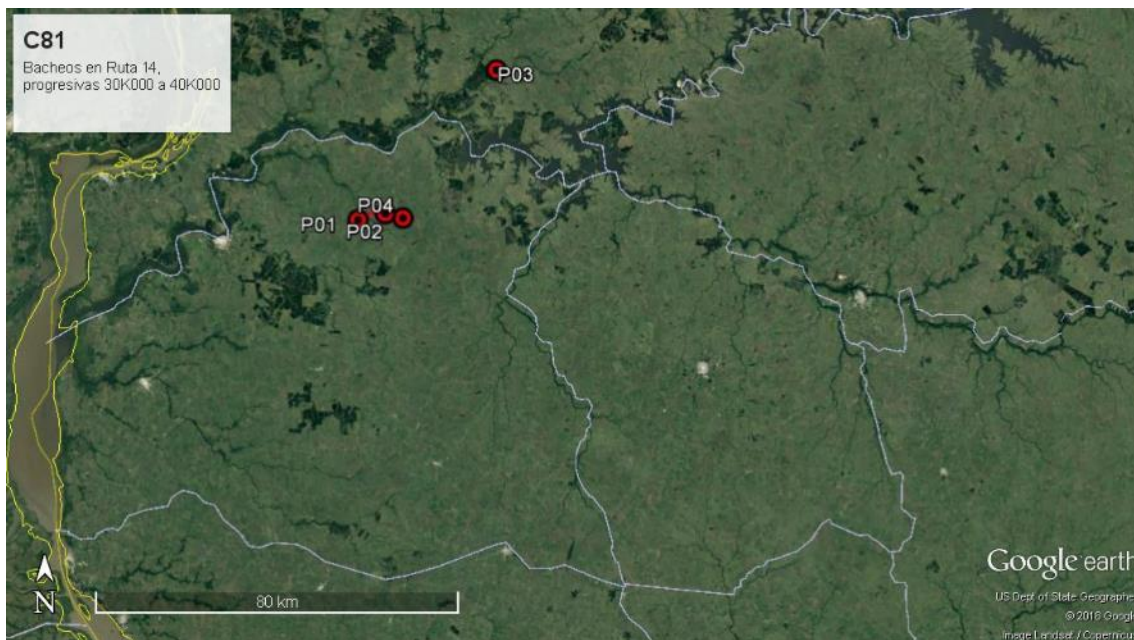 C81
Bacheos en Ruta 14,
progresivas 30K000 a 40K000
P03
P04
P01
P02
N
80 km
Google earth
US Dept of State Geographer
© 2016 Google
Image Landsat / Copernicus